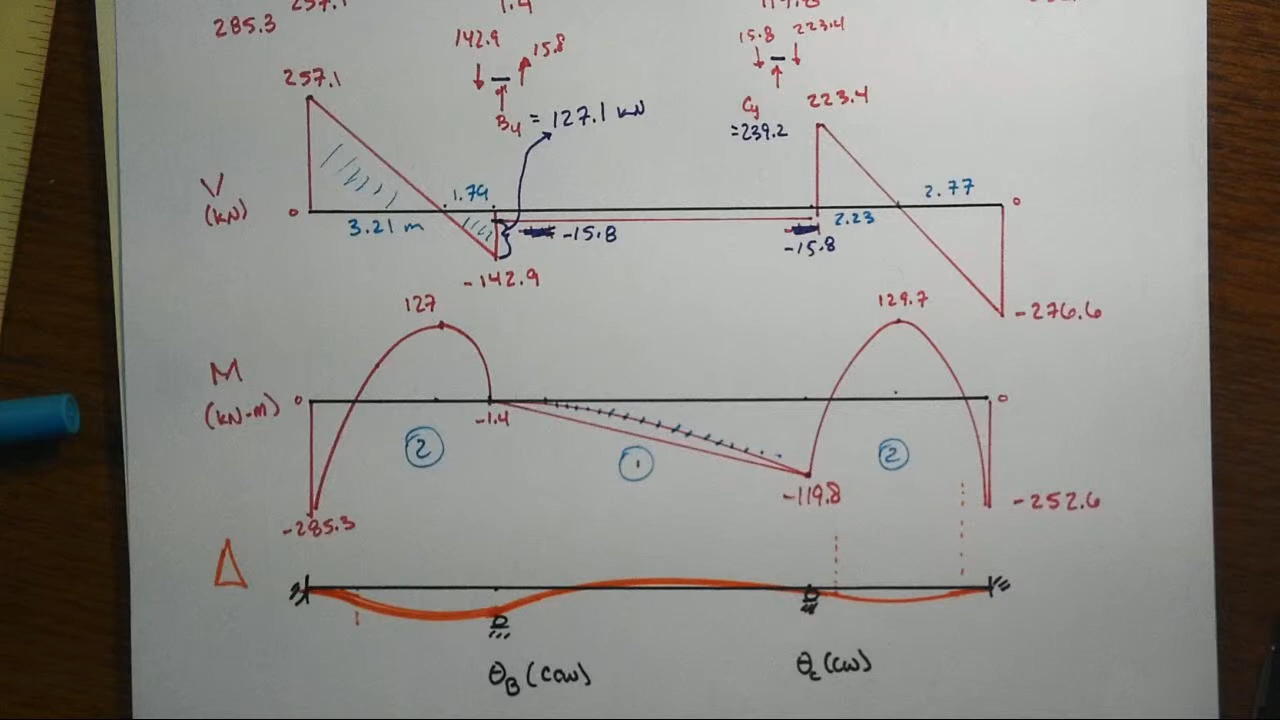 285.3
142.9 15.8
15.8 223.4
257.1
By = 127.1 kN
Cy 223.4
=239.2
V
(kN)
0
1.79
2.77
0
3.21 m
-15.8
2.23
-15.8
-142.9
-276.6
127
129.7
M
(kN-m)
0
-1.4
0
2
1
2
-119.8
-285.3
-252.6
Δ
θB (ccw)
θC (cw)